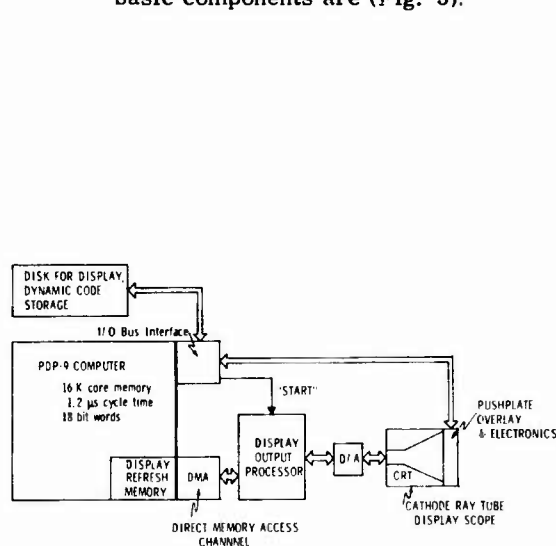 basic components are (Fig. 3).
DISK FOR DISPLAY,
DYNAMIC CODE
STORAGE
I/O Bus Interface
PDP-9 COMPUTER
16 K core memory
1.2 µs cycle time
18 bit words
"START"
PUSHPLATE
OVERLAY
& ELECTRONICS
DISPLAY
OUTPUT
PROCESSOR
D/A
CRT
DISPLAY
REFRESH
MEMORY
DMA
CATHODE RAY TUBE
DISPLAY SCOPE
DIRECT MEMORY ACCESS
CHANNNEL